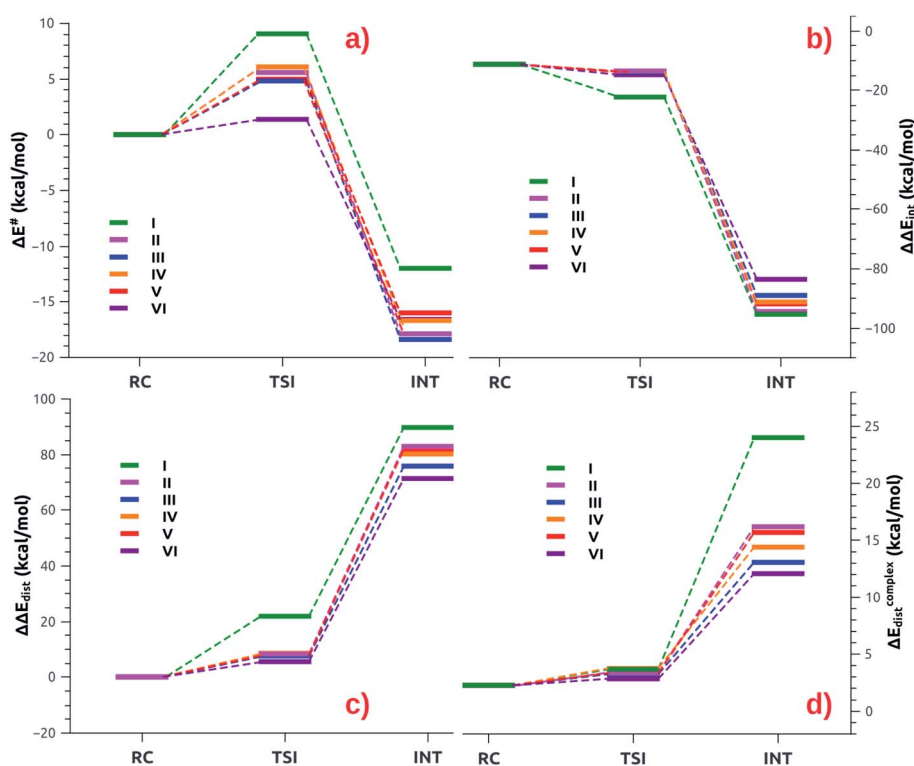 a)
ΔE# (kcal/mol)
10
5
0
−5
−10
−15
−20
I
II
III
IV
V
VI
RC TSI INT
b)
ΔΔEint (kcal/mol)
0
−20
−40
−60
−80
−100
I
II
III
IV
V
VI
RC TSI INT
c)
ΔΔEdist (kcal/mol)
100
80
60
40
20
0
−20
I
II
III
IV
V
VI
RC TSI INT
d)
ΔEdistcomplex (kcal/mol)
25
20
15
10
5
0
I
II
III
IV
V
VI
RC TSI INT